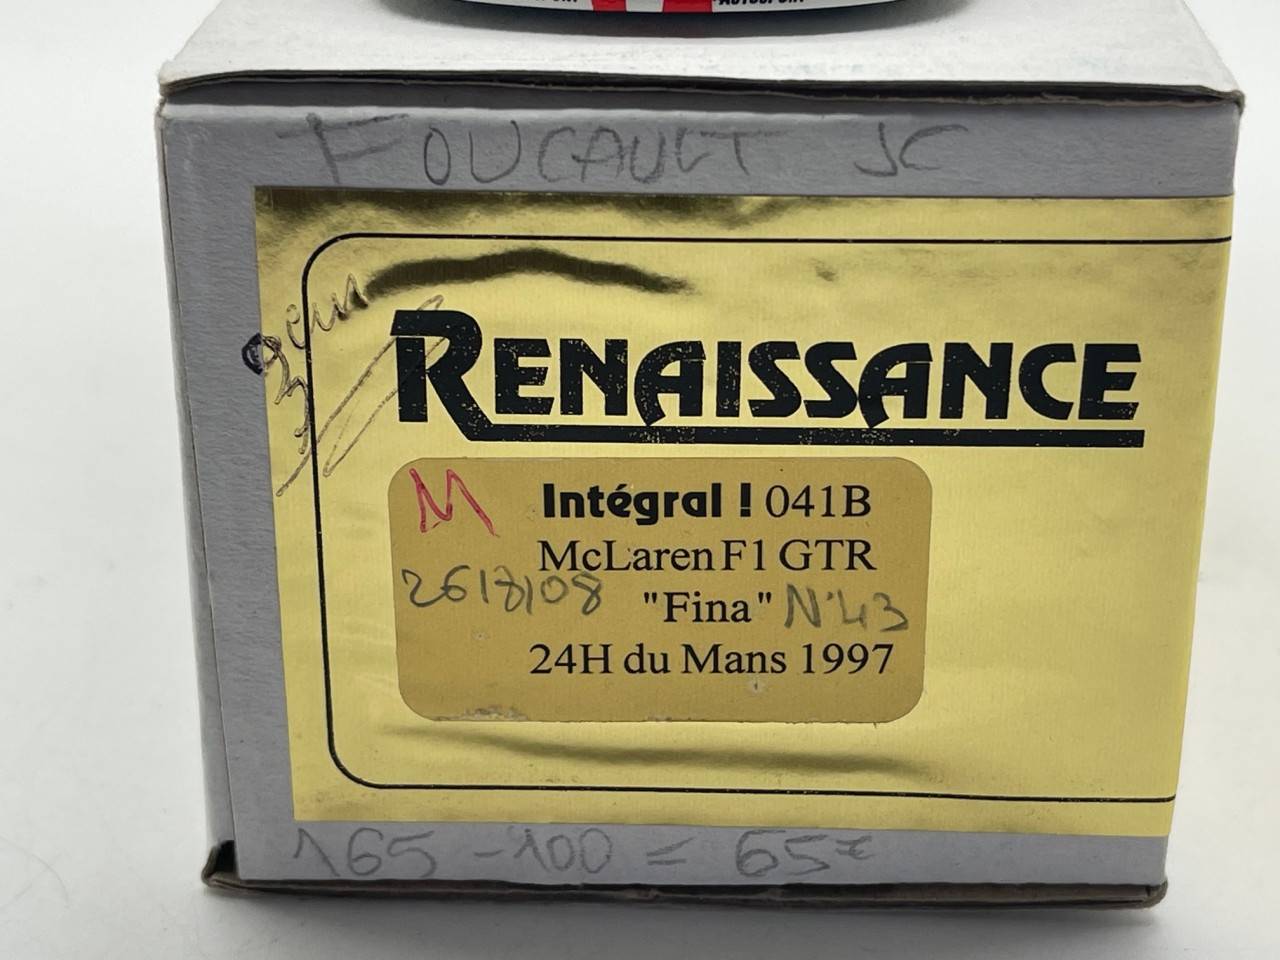 AUTOSPORT
FOUCAULT JC
RENAISSANCE
M
Intégral ! 041B
McLaren F1 GTR
26/8/08 "Fina" N°43
24H du Mans 1997
165 - 100 = 65€